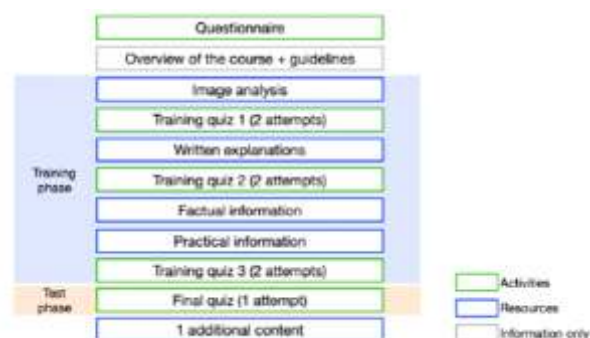 Questionnaire
Overview of the course + guidelines
Image analysis
Training quiz 1 (2 attempts)
Written explanations
Training phase
Training quiz 2 (2 attempts)
Factual information
Practical information
Training quiz 3 (2 attempts)
Test phase
Final quiz (1 attempt)
1 additional content
Activities
Resources
Information only